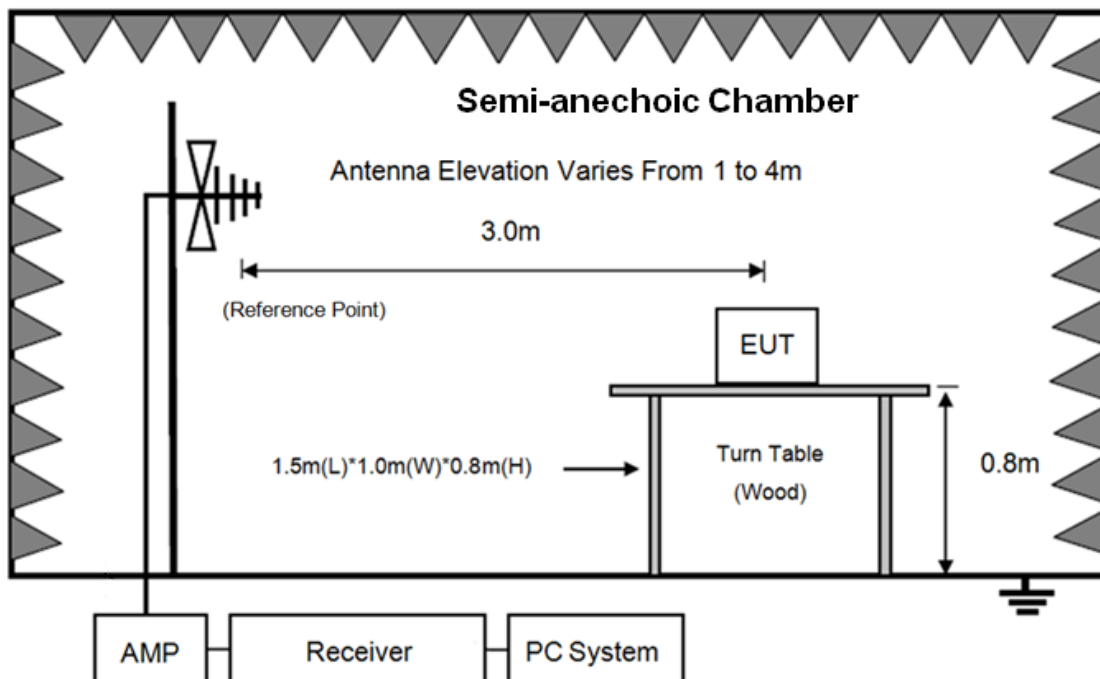 Semi-anechoic Chamber
Antenna Elevation Varies From 1 to 4m
3.0m
(Reference Point)
EUT
1.5m(L)*1.0m(W)*0.8m(H)
Turn Table
(Wood)
0.8m
AMP
Receiver
PC System